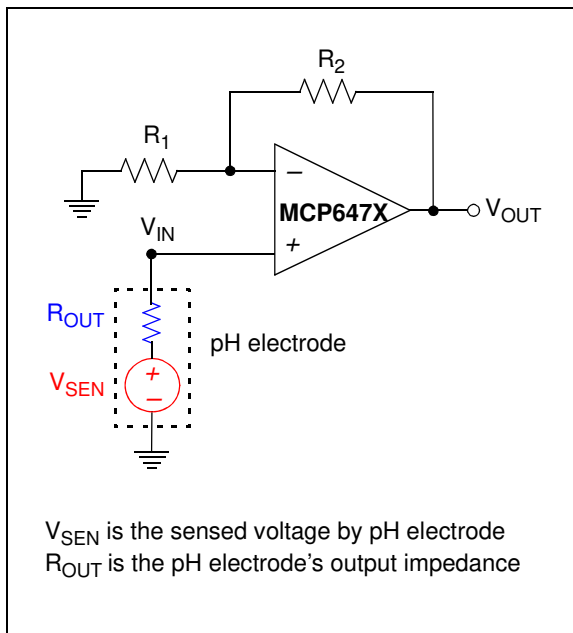 R2
R1
−
MCP647X
VOUT
VIN
+
ROUT
pH electrode
+
VSEN
−
VSEN is the sensed voltage by pH electrode
ROUT is the pH electrode’s output impedance